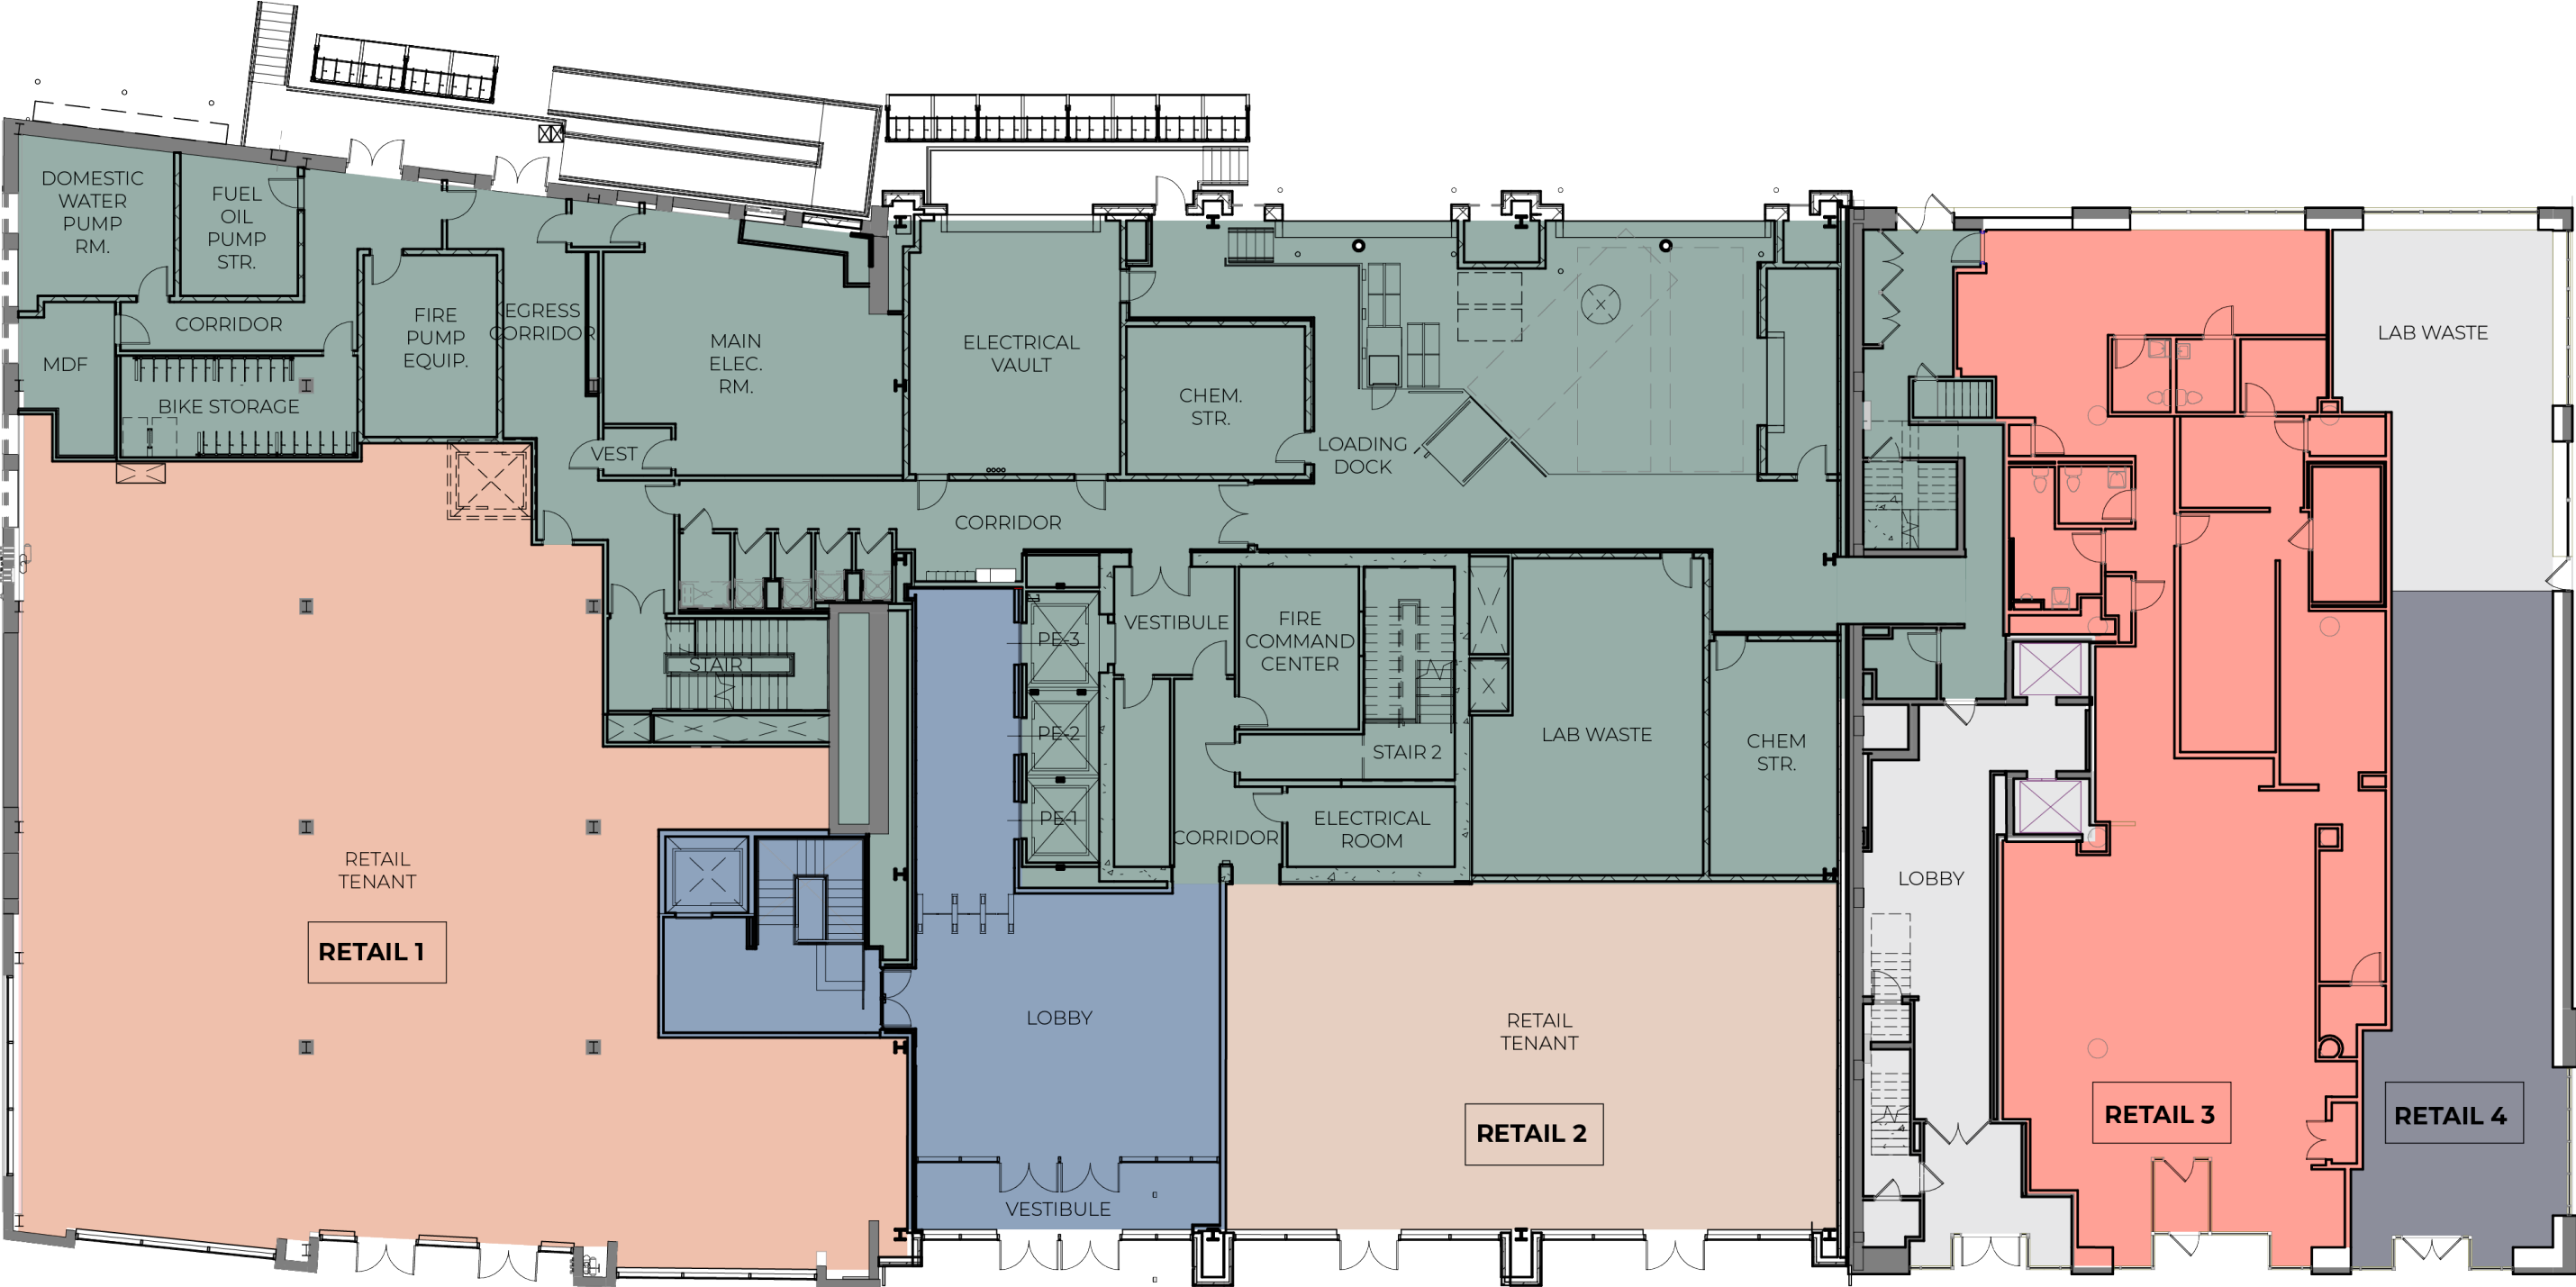 DOMESTIC
WATER
PUMP
RM.
FUEL
OIL
PUMP
STR.
CORRIDOR
MDF
BIKE STORAGE
FIRE
PUMP
EQUIP.
EGRESS
CORRIDOR
MAIN
ELEC.
RM.
VEST
ELECTRICAL
VAULT
CHEM.
STR.
LOADING
DOCK
CORRIDOR
LAB WASTE
STAIR 1
PE-3
PE-2
PE-1
VESTIBULE
FIRE
COMMAND
CENTER
STAIR 2
CORRIDOR
ELECTRICAL
ROOM
LAB WASTE
CHEM
STR.
RETAIL
TENANT
RETAIL 1
LOBBY
VESTIBULE
RETAIL
TENANT
RETAIL 2
LOBBY
RETAIL 3
RETAIL 4